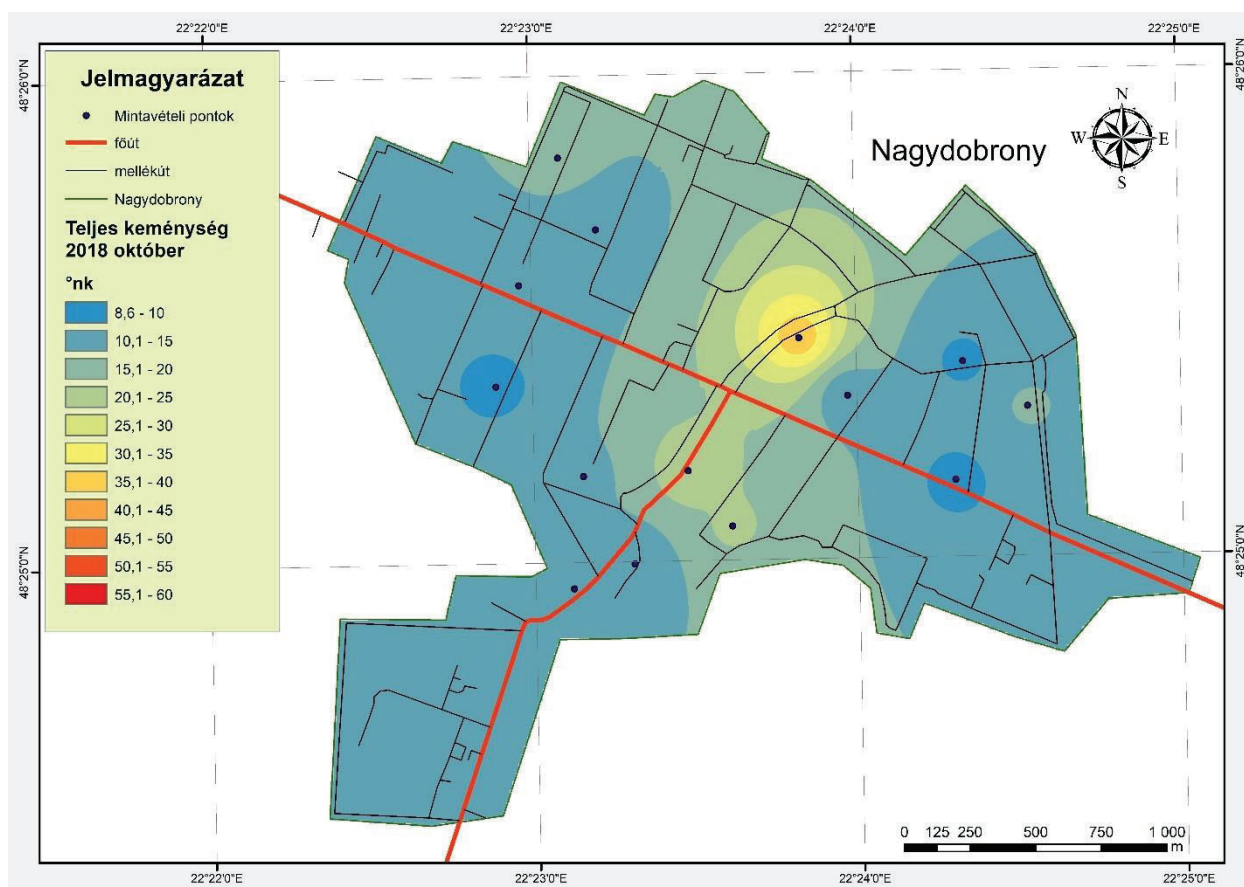 22°22'0"E 22°23'0"E 22°24'0"E 22°25'0"E
48°26'0"N
48°26'0"N
Jelmagyarázat
Mintavételi pontok
főút
mellékút
Nagydobrony
Teljes keménység
2018 október
°nk
8,6 - 10
10,1 - 15
15,1 - 20
20,1 - 25
25,1 - 30
30,1 - 35
35,1 - 40
40,1 - 45
45,1 - 50
50,1 - 55
55,1 - 60
Nagydobrony
N
W E
S
48°25'0"N
48°25'0"N
0 125 250 500 750 1 000
m
22°22'0"E 22°23'0"E 22°24'0"E 22°25'0"E